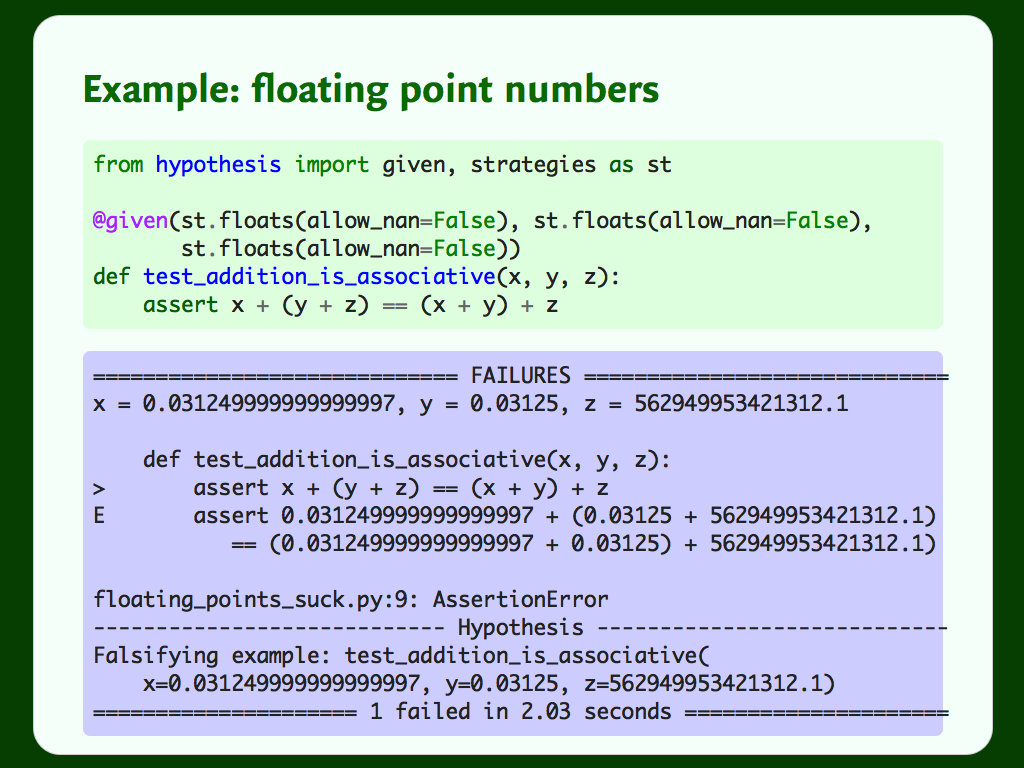 Example: floating point numbers
from hypothesis import given, strategies as st
@given(st.floats(allow_nan=False), st.floats(allow_nan=False),
       st.floats(allow_nan=False))
def test_addition_is_associative(x, y, z):
    assert x + (y + z) == (x + y) + z
============================= FAILURES =============================
x = 0.031249999999999997, y = 0.03125, z = 562949953421312.1
    def test_addition_is_associative(x, y, z):
>       assert x + (y + z) == (x + y) + z
E       assert 0.031249999999999997 + (0.03125 + 562949953421312.1)
           == (0.031249999999999997 + 0.03125) + 562949953421312.1)
floating_points_suck.py:9: AssertionError
---------------------------- Hypothesis ----------------------------
Falsifying example: test_addition_is_associative(
    x=0.031249999999999997, y=0.03125, z=562949953421312.1)
===================== 1 failed in 2.03 seconds =====================